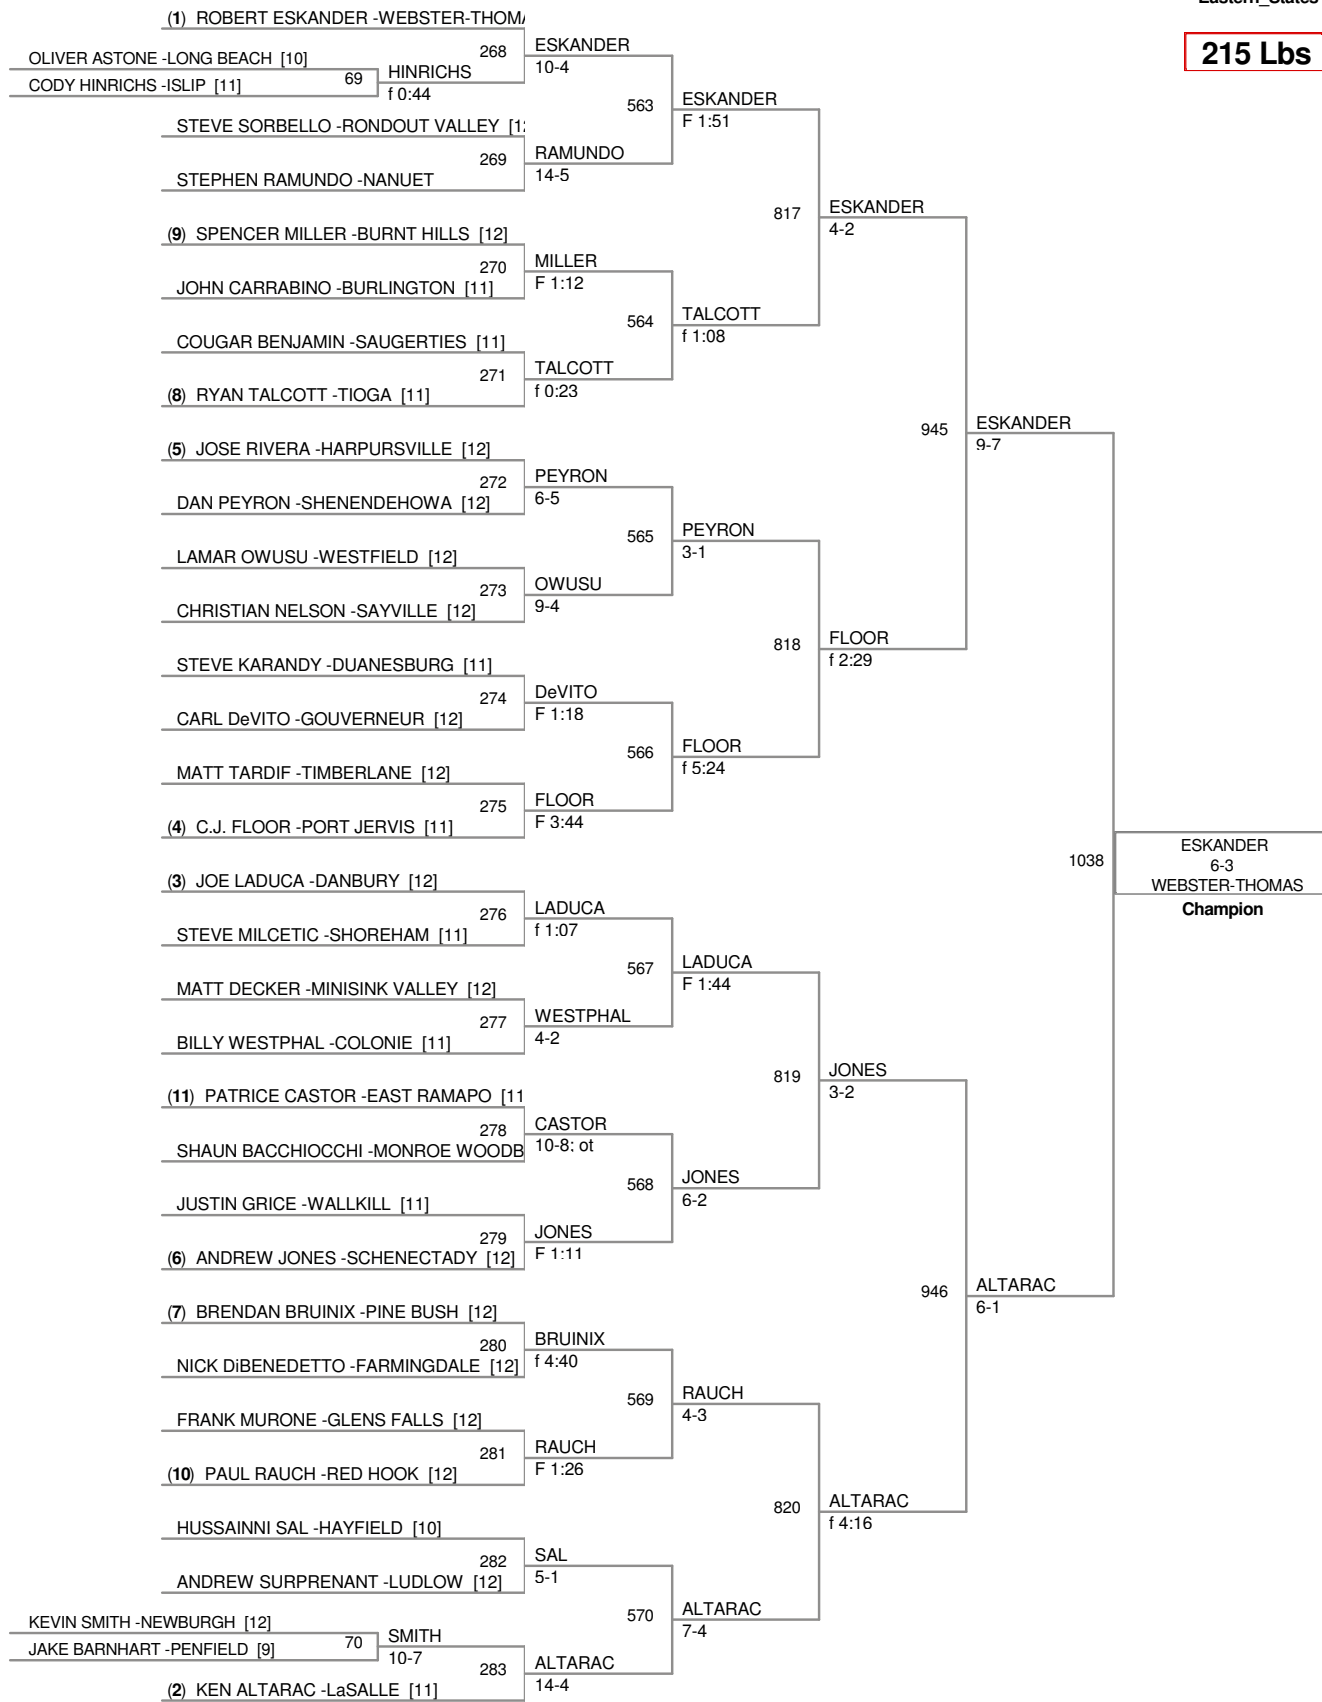 Eastern_States
215 Lbs
(1) ROBERT ESKANDER -WEBSTER-THOMA
268
ESKANDER
10-4
OLIVER ASTONE -LONG BEACH [10]
CODY HINRICHS -ISLIP [11]
69
HINRICHS
f 0:44
563
ESKANDER
F 1:51
STEVE SORBELLO -RONDOUT VALLEY [12
269
RAMUNDO
14-5
STEPHEN RAMUNDO -NANUET
817
ESKANDER
4-2
(9) SPENCER MILLER -BURNT HILLS [12]
270
MILLER
F 1:12
JOHN CARRABINO -BURLINGTON [11]
564
TALCOTT
f 1:08
COUGAR BENJAMIN -SAUGERTIES [11]
271
TALCOTT
f 0:23
(8) RYAN TALCOTT -TIOGA [11]
945
ESKANDER
9-7
(5) JOSE RIVERA -HARPURSVILLE [12]
272
PEYRON
6-5
DAN PEYRON -SHENENDEHOWA [12]
565
PEYRON
3-1
LAMAR OWUSU -WESTFIELD [12]
273
OWUSU
9-4
CHRISTIAN NELSON -SAYVILLE [12]
818
FLOOR
f 2:29
STEVE KARANDY -DUANESBURG [11]
274
DeVITO
F 1:18
CARL DeVITO -GOUVERNEUR [12]
566
FLOOR
f 5:24
MATT TARDIF -TIMBERLANE [12]
275
FLOOR
F 3:44
(4) C.J. FLOOR -PORT JERVIS [11]
1038
ESKANDER
6-3
WEBSTER-THOMAS
Champion
(3) JOE LADUCA -DANBURY [12]
276
LADUCA
f 1:07
STEVE MILCETIC -SHOREHAM [11]
567
LADUCA
F 1:44
MATT DECKER -MINISINK VALLEY [12]
277
WESTPHAL
4-2
BILLY WESTPHAL -COLONIE [11]
819
JONES
3-2
(11) PATRICE CASTOR -EAST RAMAPO [11
278
CASTOR
10-8; ot
SHAUN BACCHIOCCHI -MONROE WOODB
568
JONES
6-2
JUSTIN GRICE -WALLKILL [11]
279
JONES
F 1:11
(6) ANDREW JONES -SCHENECTADY [12]
946
ALTARAC
6-1
(7) BRENDAN BRUINIX -PINE BUSH [12]
280
BRUINIX
f 4:40
NICK DiBENEDETTO -FARMINGDALE [12]
569
RAUCH
4-3
FRANK MURONE -GLENS FALLS [12]
281
RAUCH
F 1:26
(10) PAUL RAUCH -RED HOOK [12]
820
ALTARAC
f 4:16
HUSSAINNI SAL -HAYFIELD [10]
282
SAL
5-1
ANDREW SURPRENANT -LUDLOW [12]
570
ALTARAC
7-4
KEVIN SMITH -NEWBURGH [12]
JAKE BARNHART -PENFIELD [9]
70
SMITH
10-7
283
ALTARAC
14-4
(2) KEN ALTARAC -LaSALLE [11]